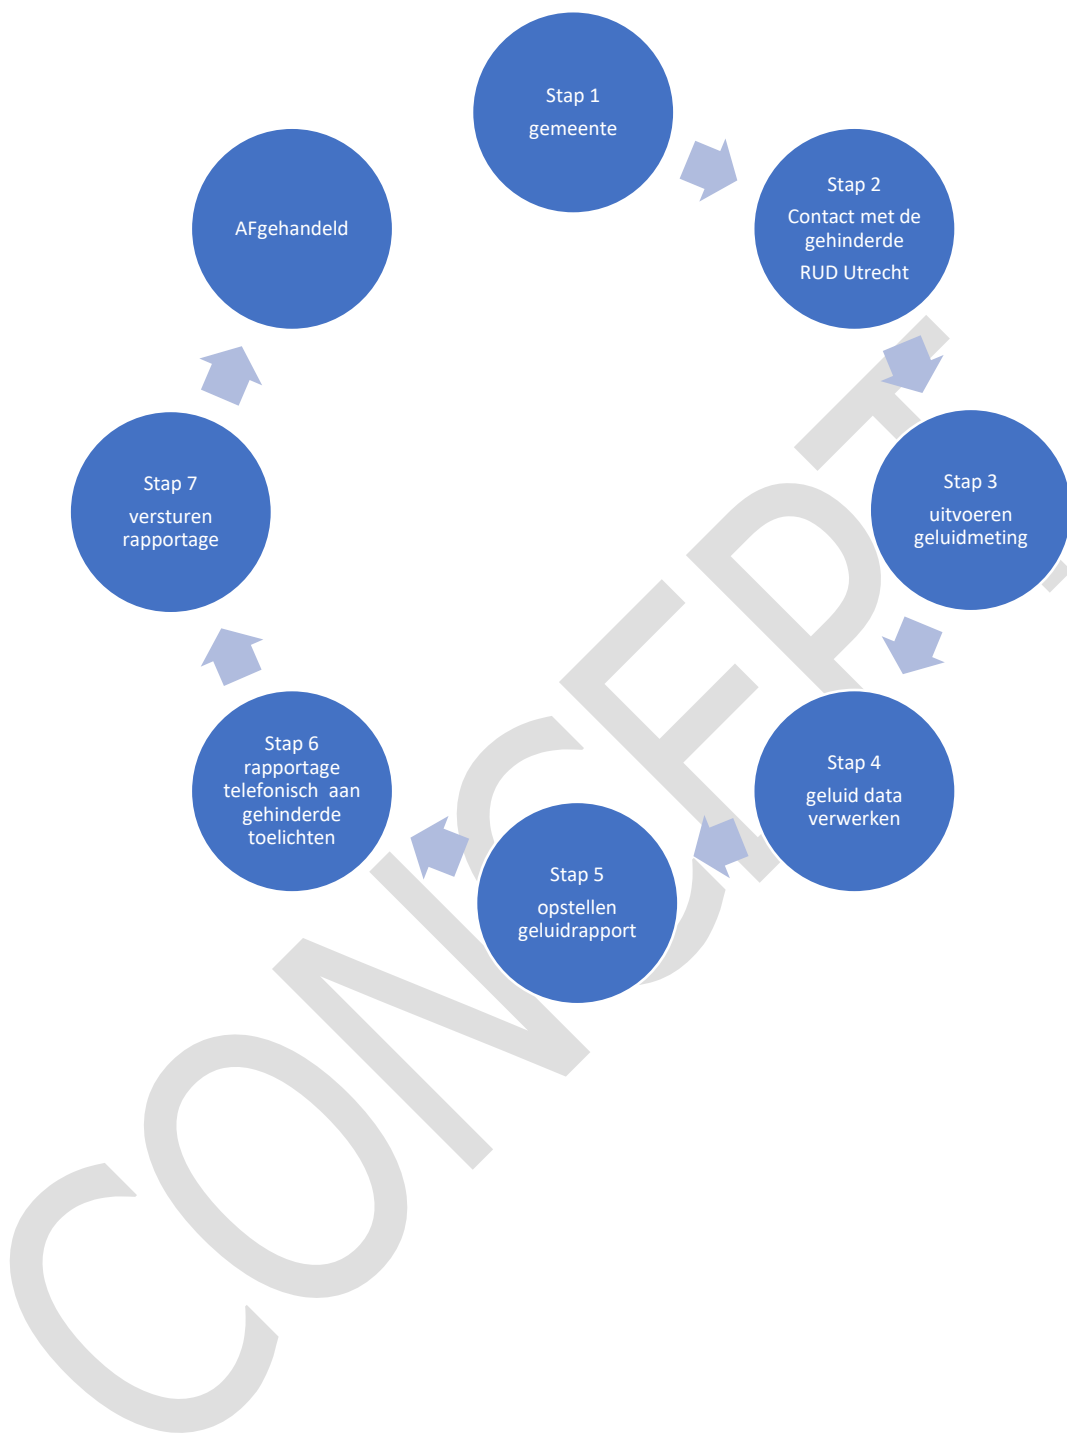 Stap 1
gemeente
Stap 2
Contact met de
gehinderde
RUD Utrecht
Stap 3
uitvoeren
geluidmeting
Stap 4
geluid data
verwerken
Stap 5
opstellen
geluidrapport
Stap 6
rapportage
telefonisch  aan
gehinderde
toelichten
Stap 7
versturen
rapportage
AFgehandeld
CONCEPT